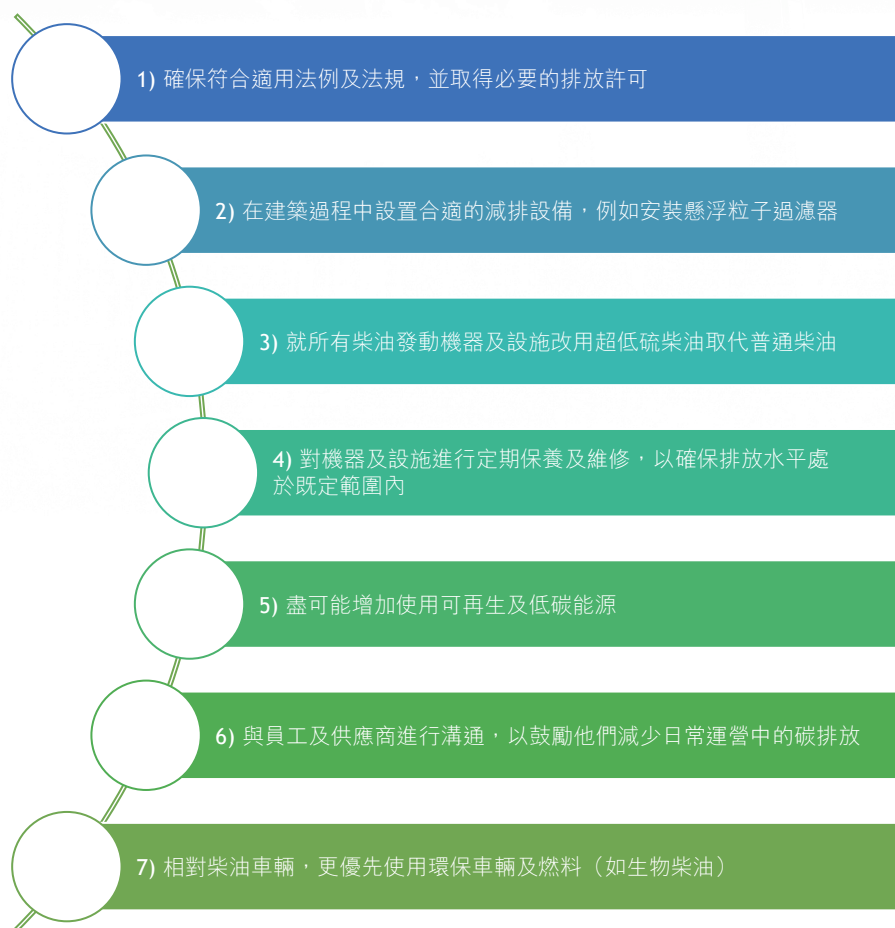 1) 確保符合適用法例及法規，並取得必要的排放許可
2) 在建築過程中設置合適的減排設備，例如安裝懸浮粒子過濾器
3) 就所有柴油發動機器及設施改用超低硫柴油取代普通柴油
4) 對機器及設施進行定期保養及維修，以確保排放水平處
於既定範圍內
5) 盡可能增加使用可再生及低碳能源
6) 與員工及供應商進行溝通，以鼓勵他們減少日常運營中的碳排放
7) 相對柴油車輛，更優先使用環保車輛及燃料（如生物柴油）